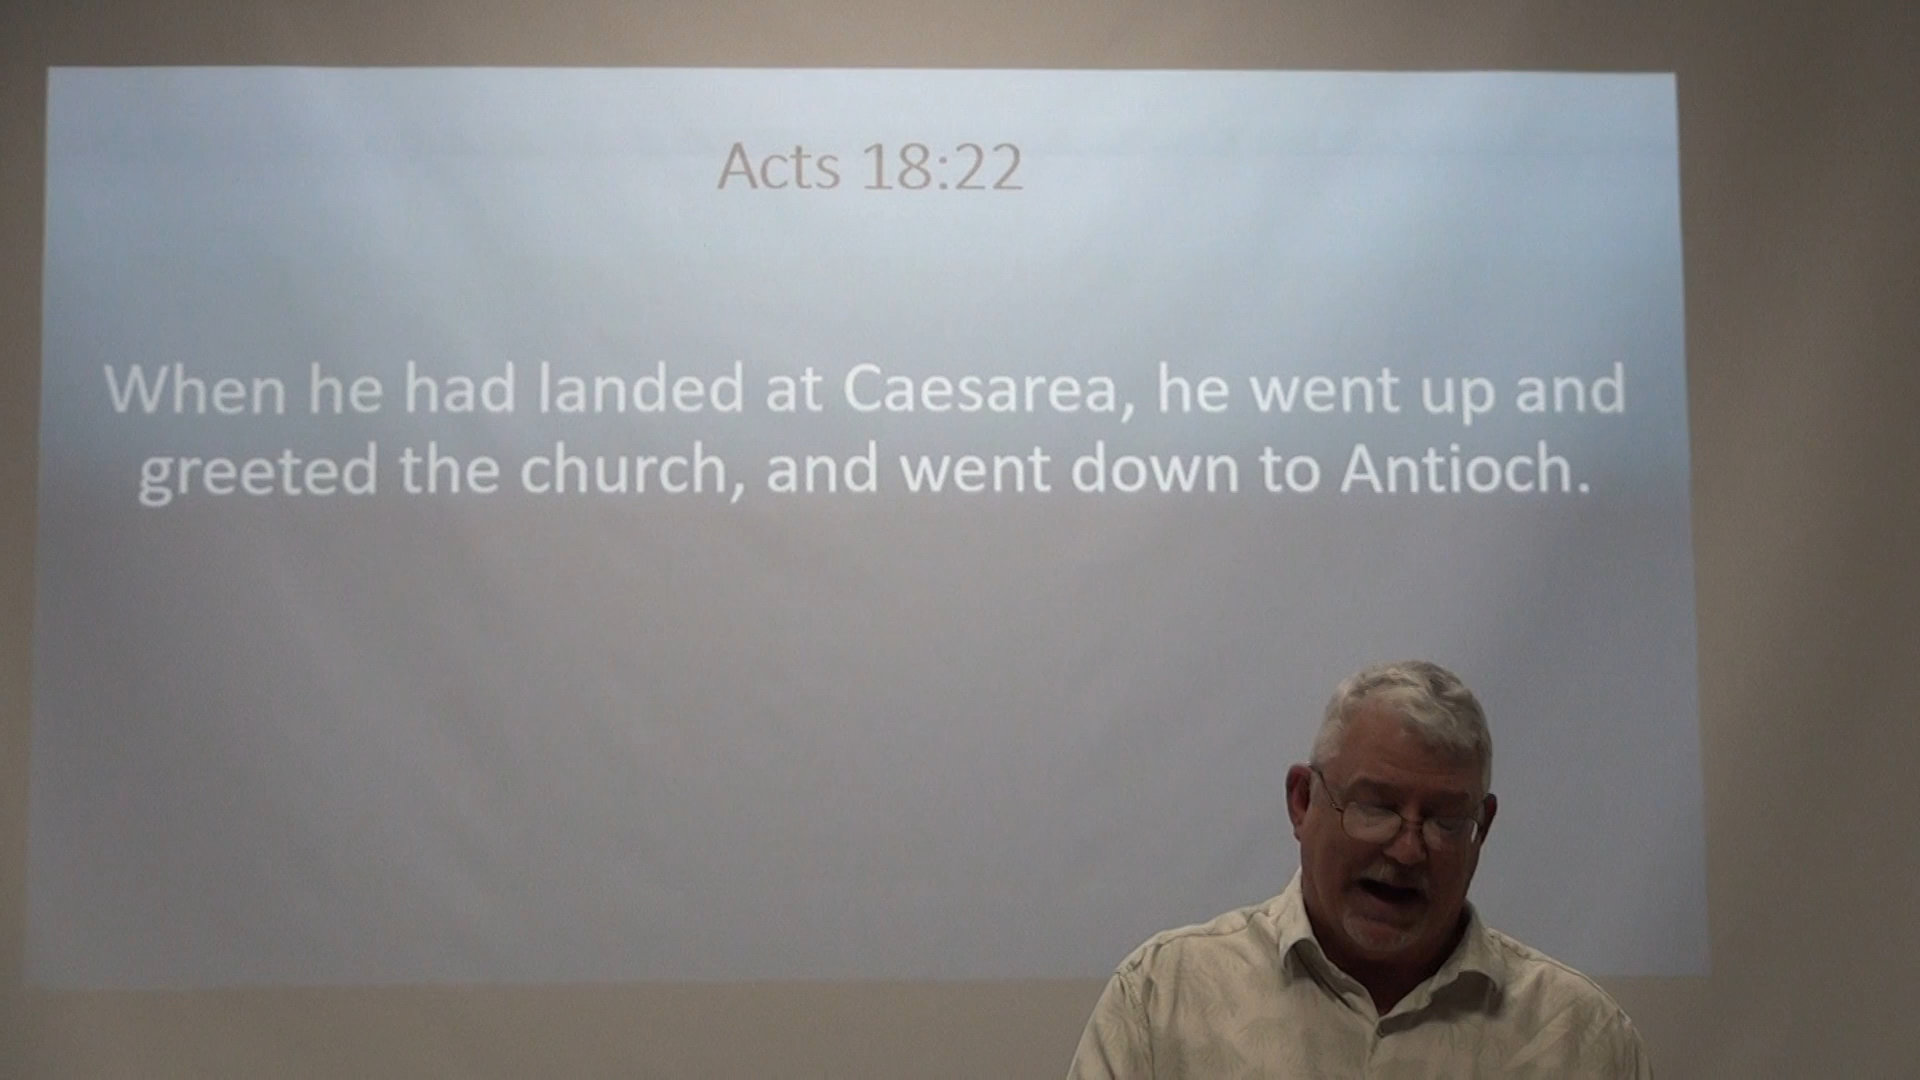 Acts 18:22
When he had landed at Caesarea, he went up and
greeted the church, and went down to Antioch.